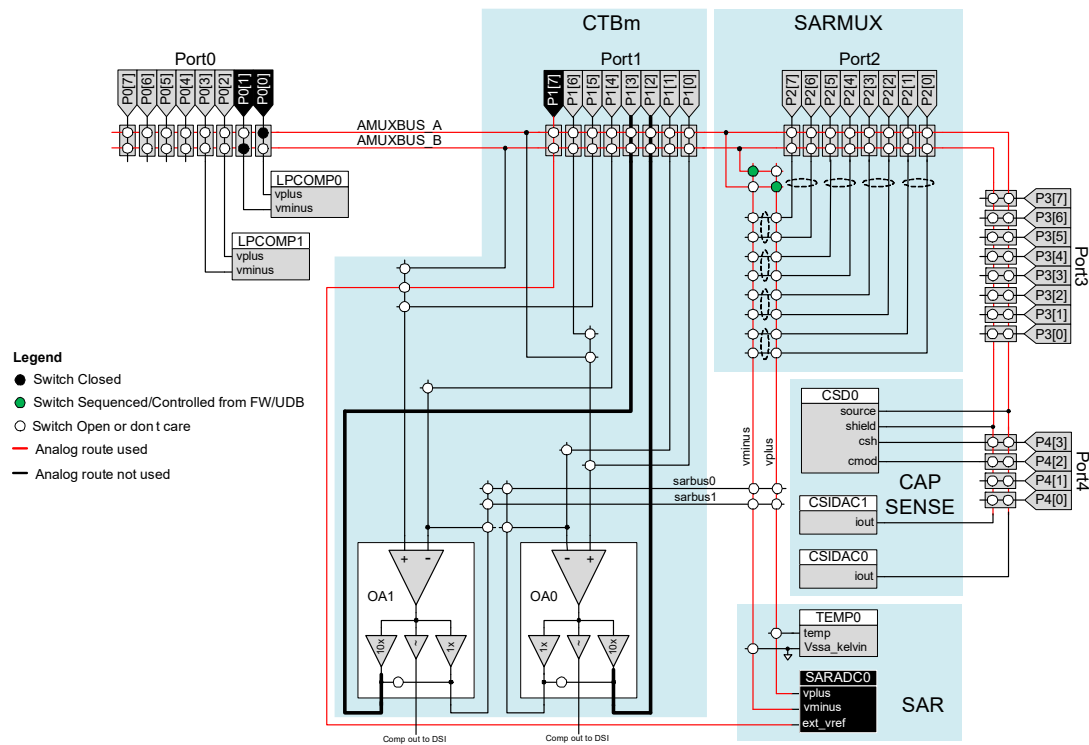 CTBm
SARMUX
Port0
Port1
Port2
P0[7]
P0[6]
P0[5]
P0[4]
P0[3]
P0[2]
P0[1]
P0[0]
P1[7]
P1[6]
P1[5]
P1[4]
P1[3]
P1[2]
P1[1]
P1[0]
P2[7]
P2[6]
P2[5]
P2[4]
P2[3]
P2[2]
P2[1]
P2[0]
AMUXBUS_A
AMUXBUS_B
LPCOMP0
vplus
vminus
LPCOMP1
vplus
vminus
P3[7]
P3[6]
P3[5]
P3[4]
P3[3]
P3[2]
P3[1]
P3[0]
Port3
Legend
Switch Closed
Switch Sequenced/Controlled from FW/UDB
Switch Open or don t care
Analog route used
Analog route not used
vminus
vplus
CSD0
source
shield
csh
cmod
P4[3]
P4[2]
P4[1]
P4[0]
Port4
CAP
SENSE
sarbus0
sarbus1
CSIDAC1
iout
CSIDAC0
iout
+
-
OA1
10x
~
1x
-
+
OA0
1x
~
10x
TEMP0
temp
Vssa_kelvin
SARADC0
vplus
vminus
ext_vref
SAR
Comp out to DSI
Comp out to DSI